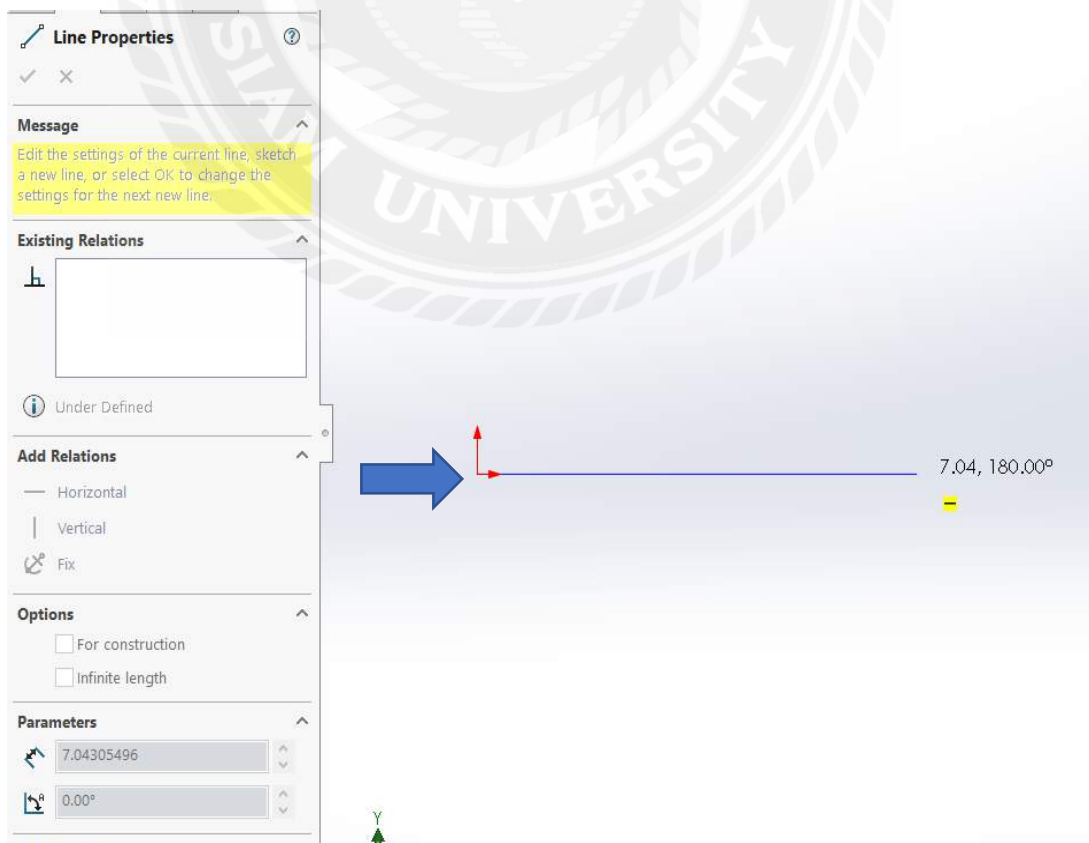 SIAM UNIVERSITY
Line Properties
Message
Edit the settings of the current line, sketch
a new line, or select OK to change the
settings for the next new line.
Existing Relations
Under Defined
Add Relations
Horizontal
Vertical
Fix
Options
For construction
Infinite length
Parameters
7.04305496
0.00°
7.04, 180.00°
Y